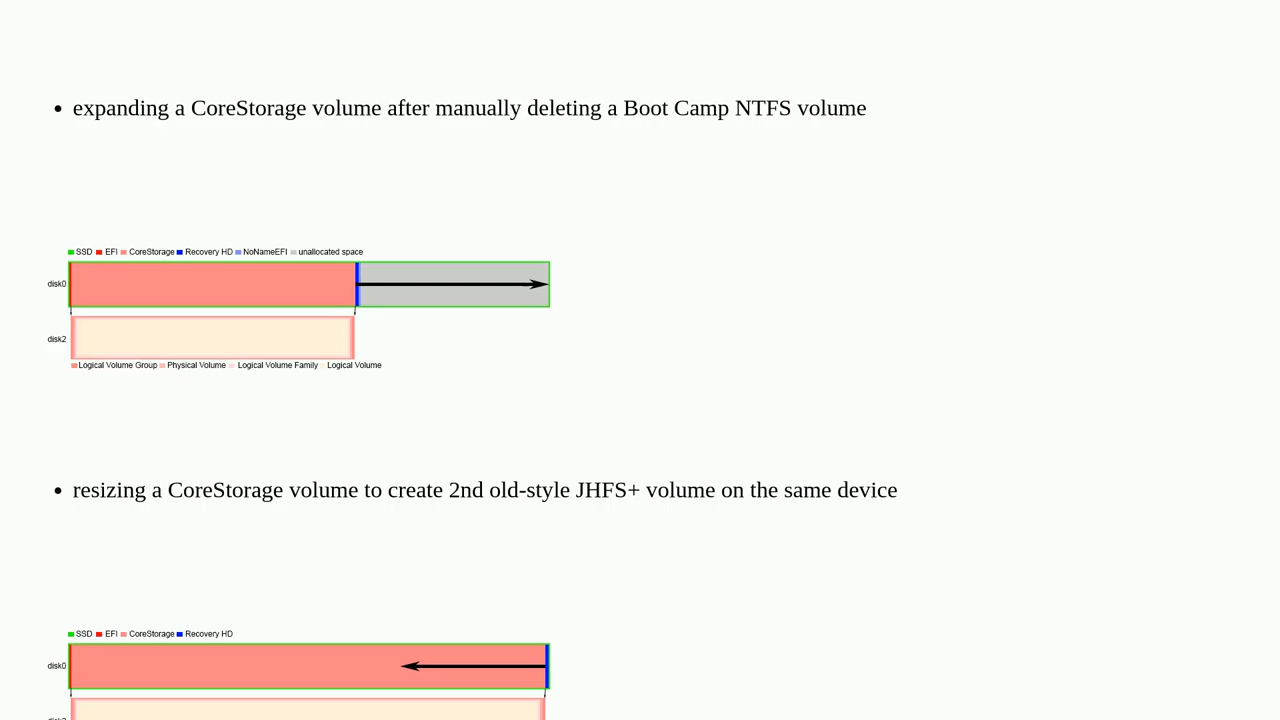 expanding a CoreStorage volume after manually deleting a Boot Camp NTFS volume
SSD EFI CoreStorage Recovery HD NoNameEFI unallocated space
disk0
disk2
Logical Volume Group Physical Volume Logical Volume Family Logical Volume
resizing a CoreStorage volume to create 2nd old-style JHFS+ volume on the same device
SSD EFI CoreStorage Recovery HD
disk0